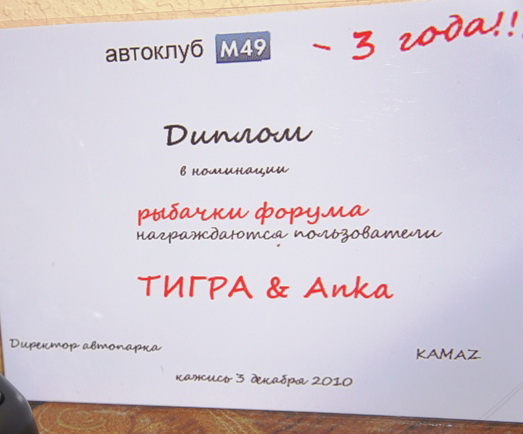 автоклуб М49 - 3 года!!!
Диплом
в номинации
рыбачки форума
награждаются пользователи
ТИГРА & Anka
Директор автопарка KAMAZ
кажись 3 декабря 2010